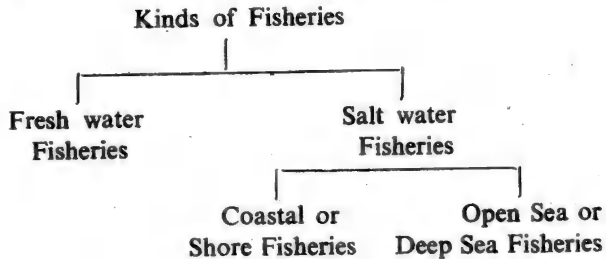 Kinds of Fisheries
Fresh water
Fisheries
Salt water
Fisheries
Coastal or
Shore Fisheries
Open Sea or
Deep Sea Fisheries